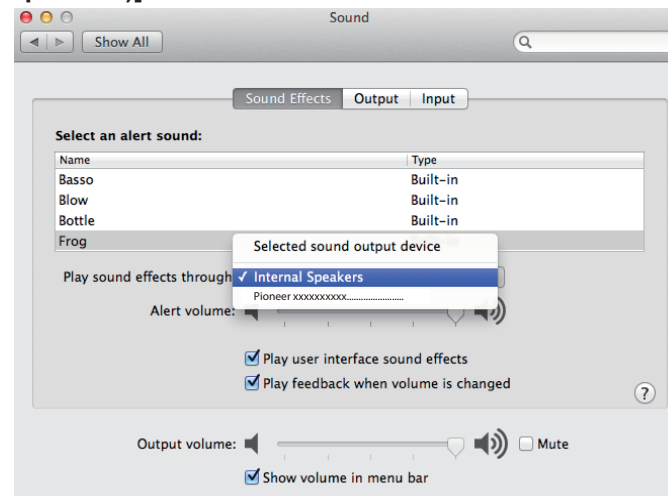 Sound
Show All
Sound Effects Output Input
Select an alert sound:
Name Type
Basso Built-in
Blow Built-in
Bottle Built-in
Frog
Selected sound output device
Play sound effects through ✓ Internal Speakers
Pioneer xxxxxxxxxx........................
Alert volume:
Play user interface sound effects
Play feedback when volume is changed
?
Output volume: Mute
Show volume in menu bar